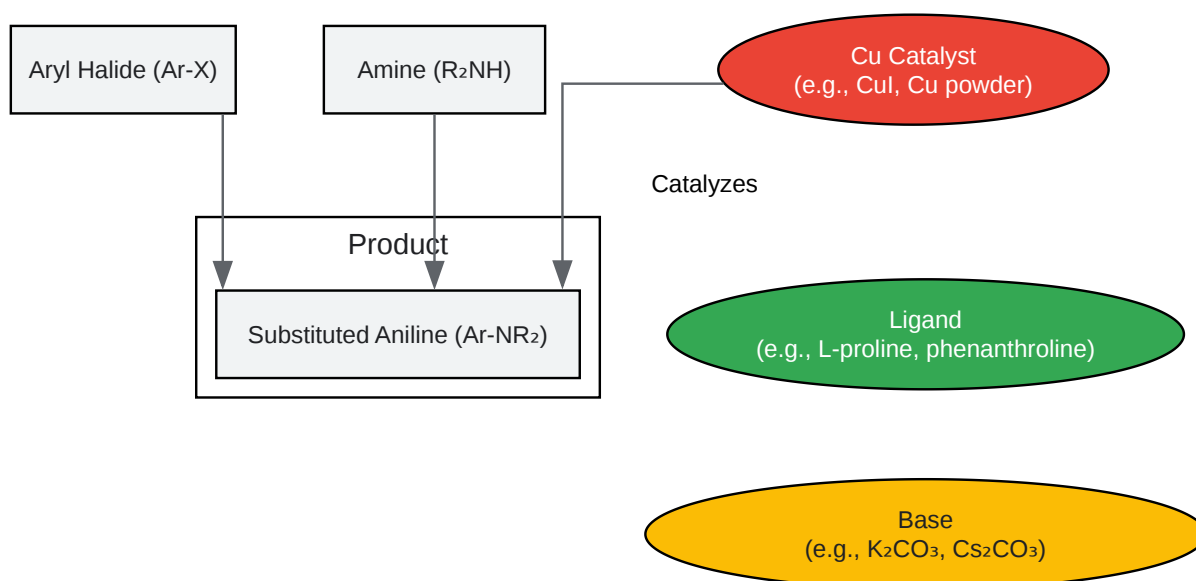 Aryl Halide (Ar-X)
Amine (R₂NH)
Cu Catalyst
(e.g., CuI, Cu powder)
Catalyzes
Product
Substituted Aniline (Ar-NR₂)
Ligand
(e.g., L-proline, phenanthroline)
Base
(e.g., K₂CO₃, Cs₂CO₃)